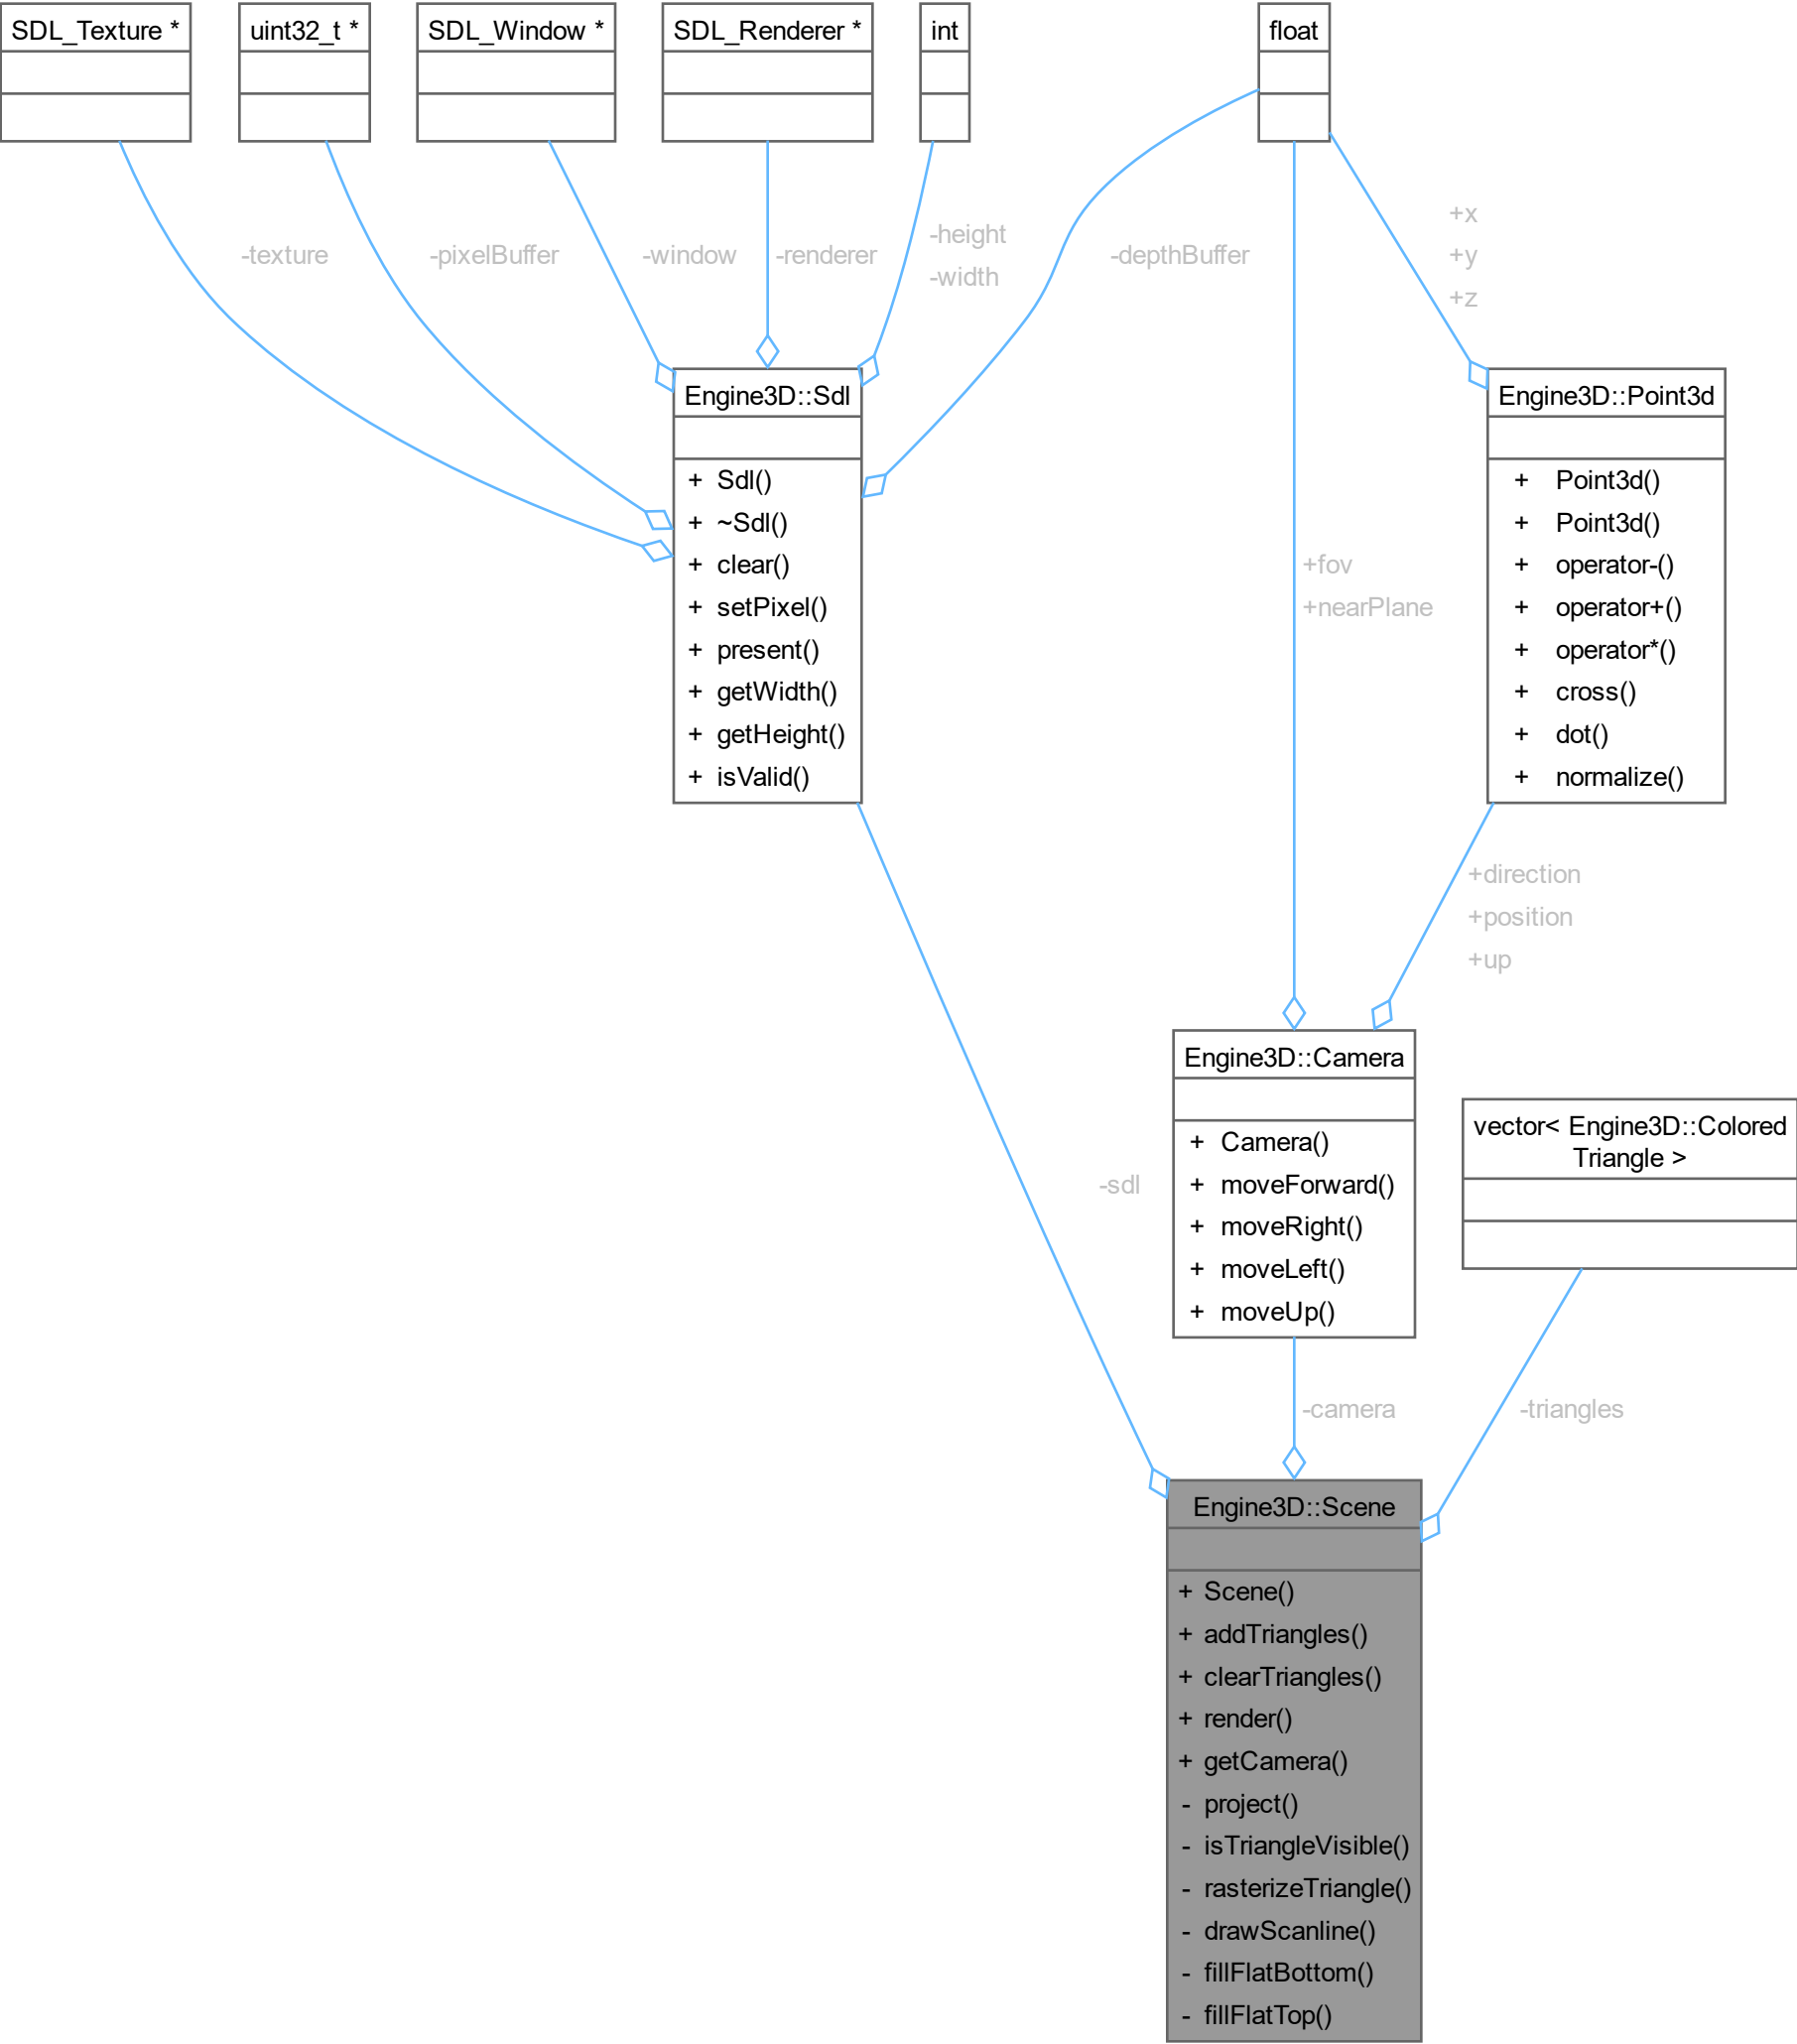 SDL_Texture *
uint32_t *
SDL_Window *
SDL_Renderer *
int
float
-texture
-pixelBuffer
-window
-renderer
-height
-width
-depthBuffer
+x
+y
+z
Engine3D::Sdl
+ Sdl()
+ ~Sdl()
+ clear()
+ setPixel()
+ present()
+ getWidth()
+ getHeight()
+ isValid()
Engine3D::Point3d
+ Point3d()
+ Point3d()
+ operator-()
+ operator+()
+ operator*()
+ cross()
+ dot()
+ normalize()
+fov
+nearPlane
+direction
+position
+up
Engine3D::Camera
+ Camera()
+ moveForward()
+ moveRight()
+ moveLeft()
+ moveUp()
vector< Engine3D::Colored
Triangle >
-sdl
-camera
-triangles
Engine3D::Scene
+ Scene()
+ addTriangles()
+ clearTriangles()
+ render()
+ getCamera()
- project()
- isTriangleVisible()
- rasterizeTriangle()
- drawScanline()
- fillFlatBottom()
- fillFlatTop()